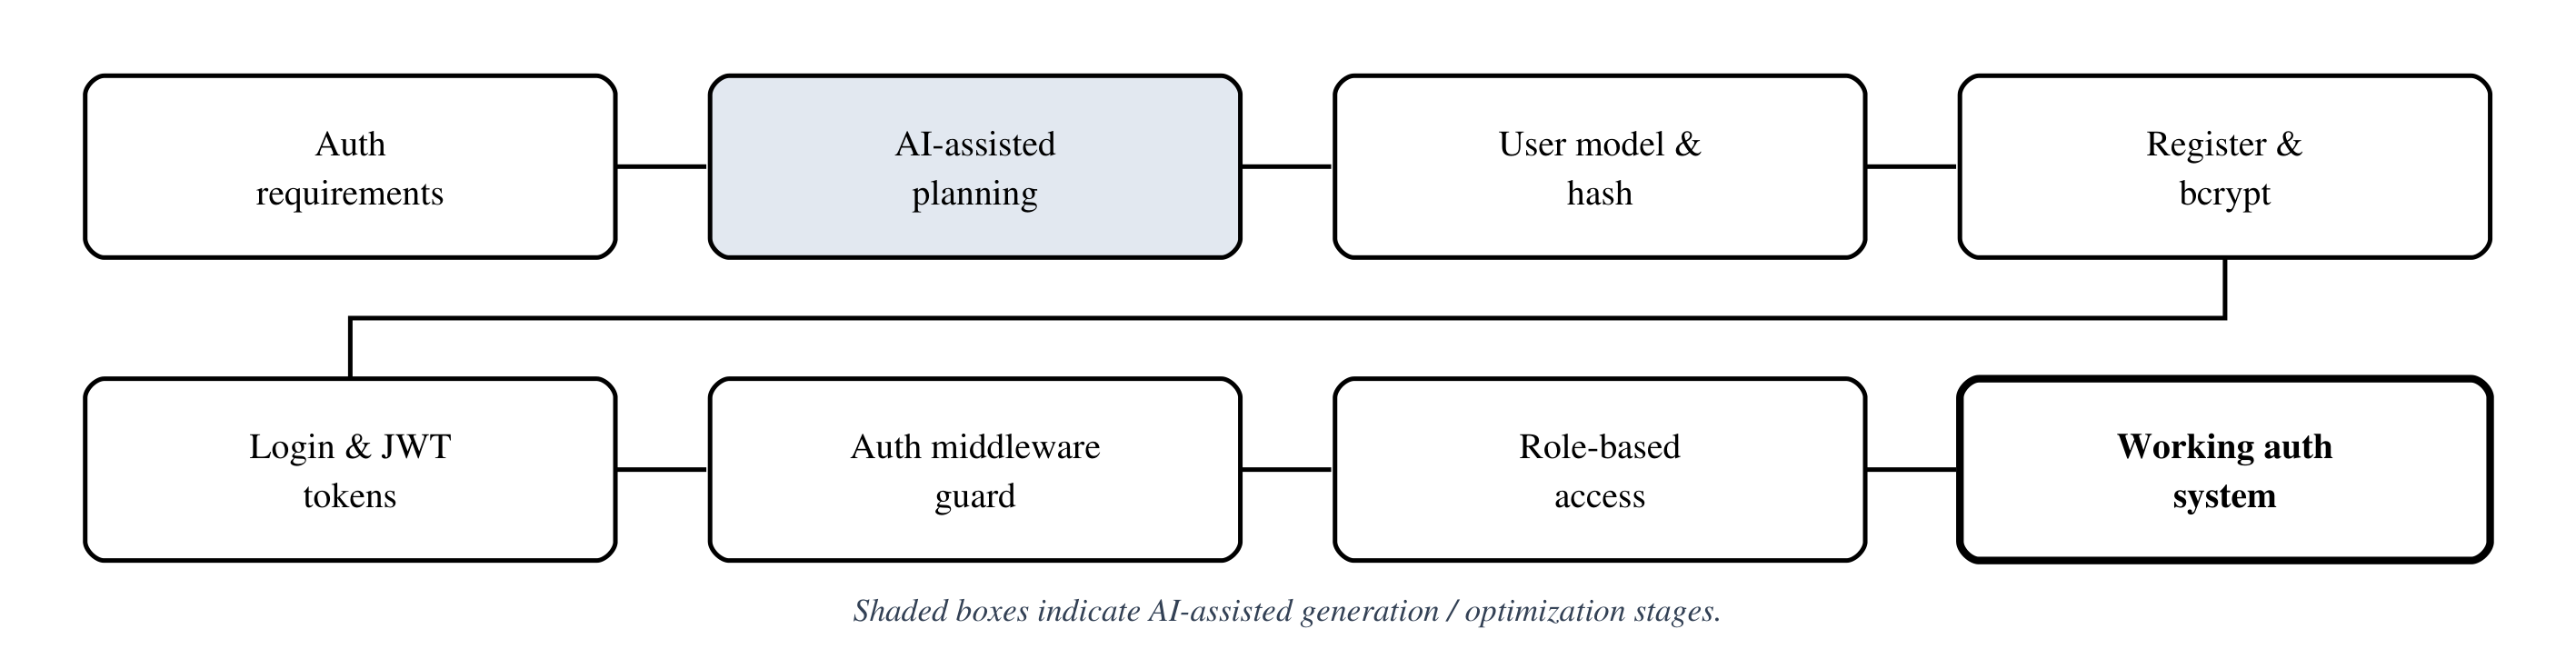 Auth
requirements
AI-assisted
planning
User model &
hash
Register &
bcrypt
Login & JWT
tokens
Auth middleware
guard
Role-based
access
Working auth
system
Shaded boxes indicate AI-assisted generation / optimization stages.